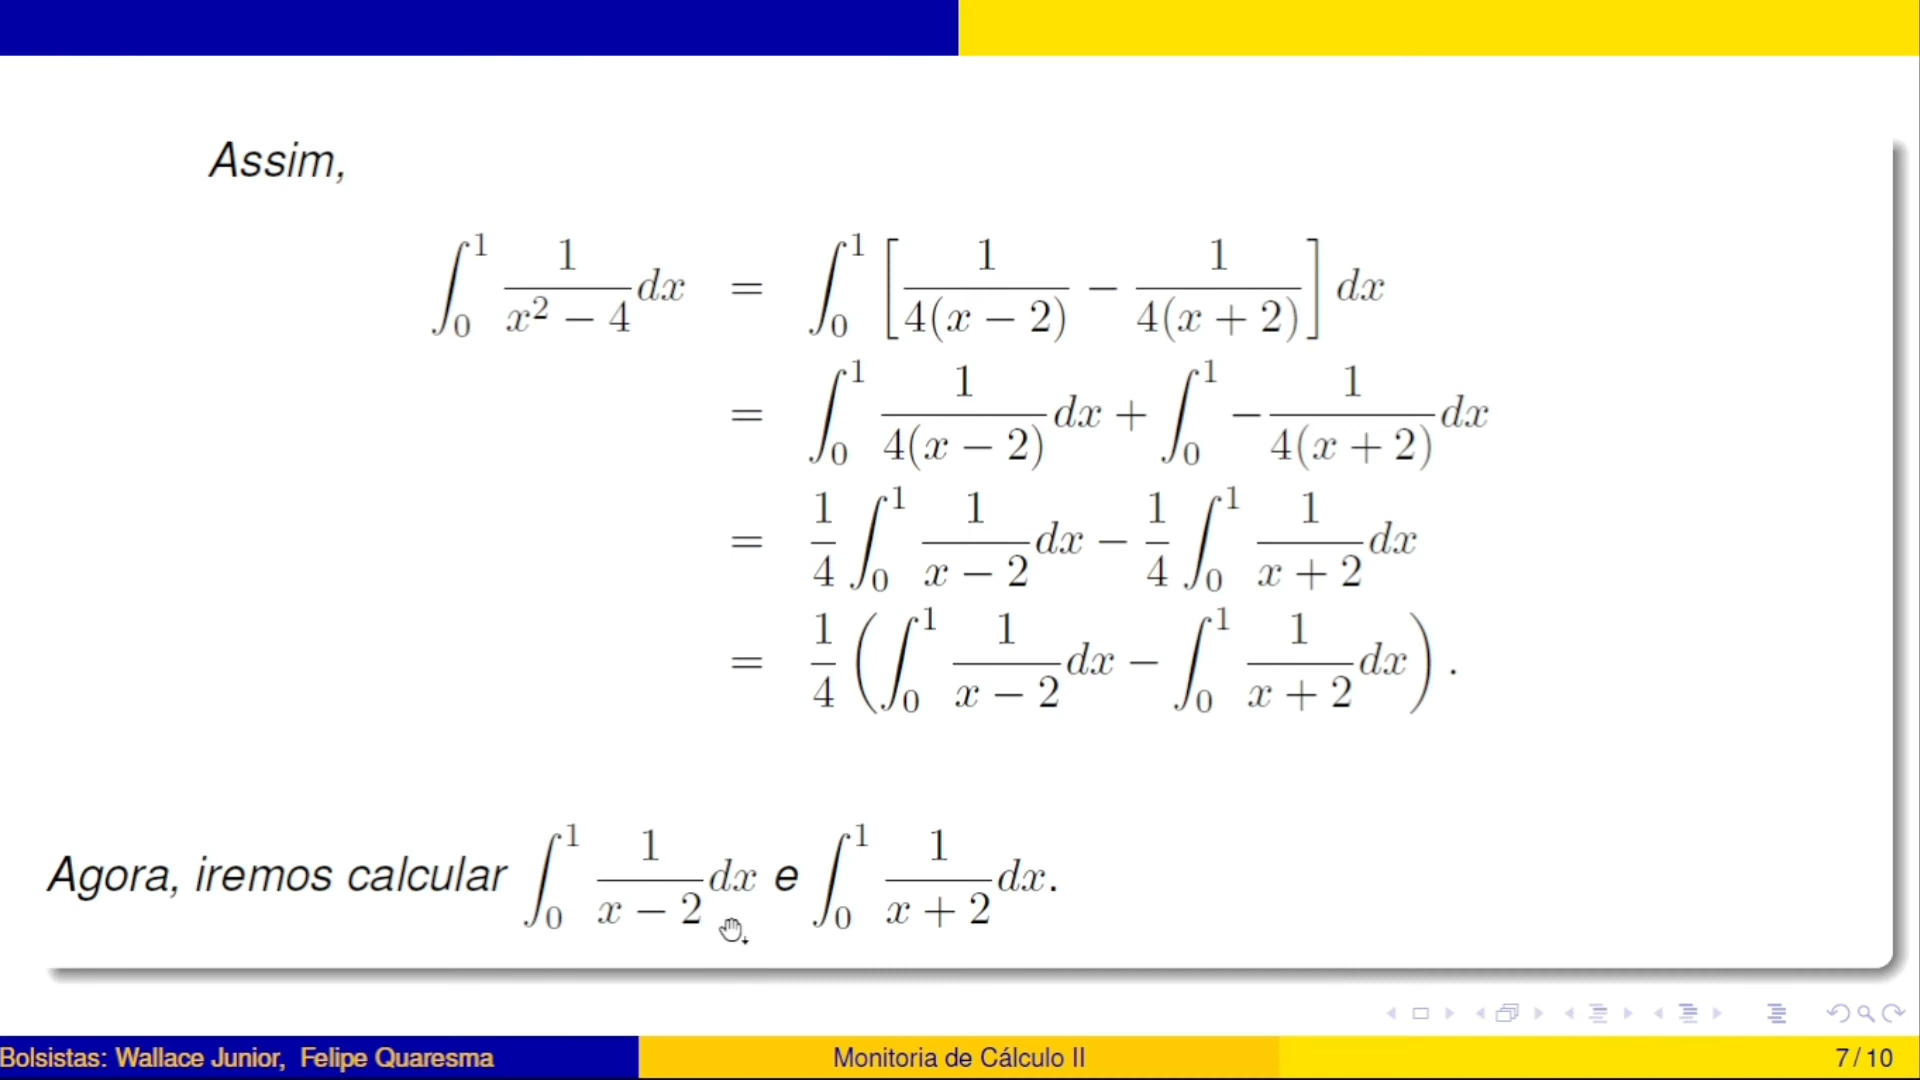 Assim,
∫₀¹ 1/(x² − 4) dx = ∫₀¹ [1/(4(x − 2)) − 1/(4(x + 2))] dx
= ∫₀¹ 1/(4(x − 2)) dx + ∫₀¹ −1/(4(x + 2)) dx
= 1/4 ∫₀¹ 1/(x − 2) dx − 1/4 ∫₀¹ 1/(x + 2) dx
= 1/4 (∫₀¹ 1/(x − 2) dx − ∫₀¹ 1/(x + 2) dx).
Agora, iremos calcular ∫₀¹ 1/(x − 2) dx e ∫₀¹ 1/(x + 2) dx.
Bolsistas: Wallace Junior, Felipe Quaresma
Monitoria de Cálculo II
7 / 10